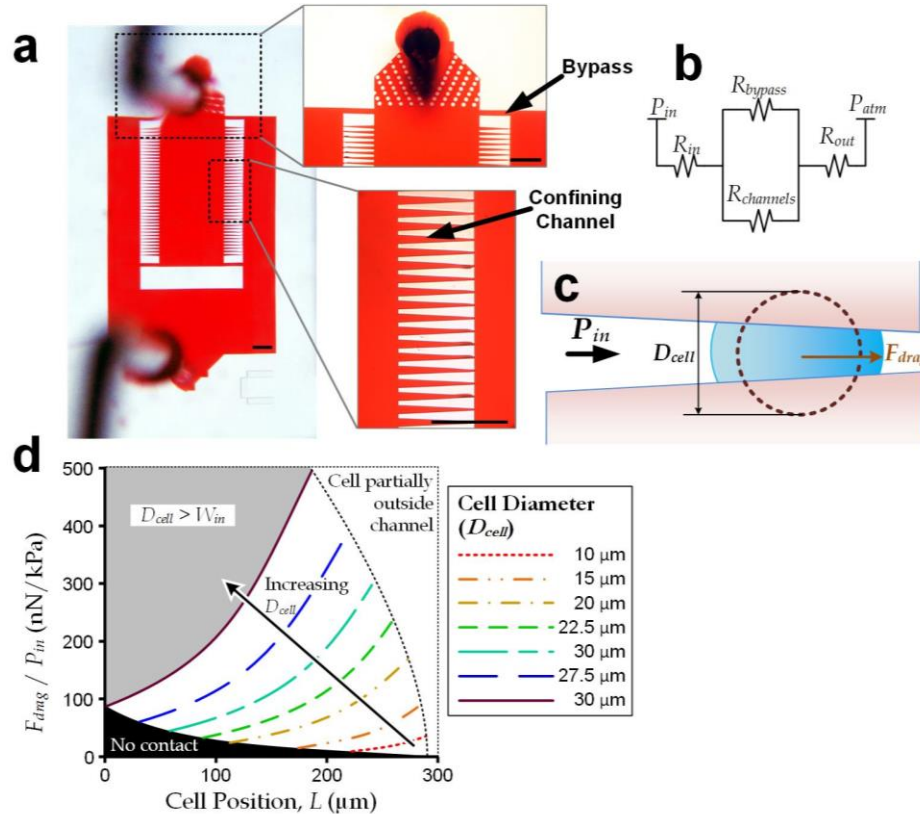 a
Bypass
Confining
Channel
b
P_in
R_in
R_bypass
R_channels
R_out
P_atm
c
P_in
D_cell
F_drag
d
F_drag / P_in (nN/kPa)
500
400
300
200
100
0
D_cell > W_in
Cell partially
outside
channel
Increasing
D_cell
No contact
0
100
200
300
Cell Position, L (µm)
Cell Diameter
(D_cell)
10 µm
15 µm
20 µm
22.5 µm
30 µm
27.5 µm
30 µm